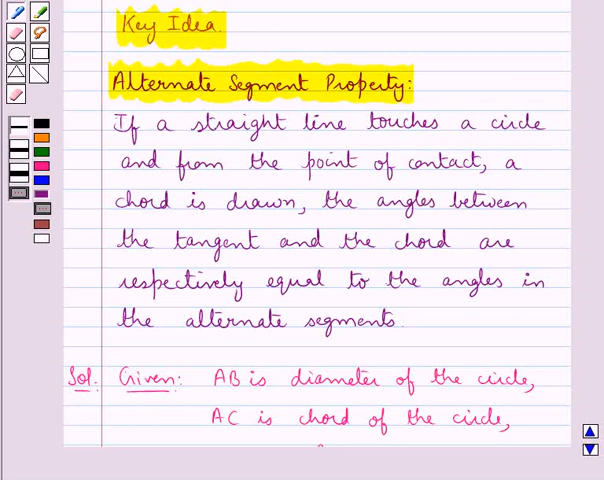 Key Idea.
Alternate Segment Property:
If a straight line touches a circle
and from the point of contact, a
chord is drawn, the angles between
the tangent and the chord are
respectively equal to the angles in
the alternate segments.
Sol. Given: AB is diameter of the circle,
AC is chord of the circle,